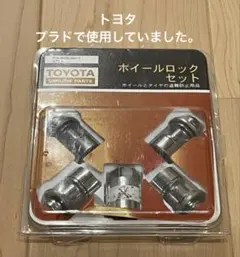 トヨタ
プラドで使用していました。
TOYOTA
GENUINE PARTS
ホイールロック
セット
ホイールとタイヤの盗難防止用品